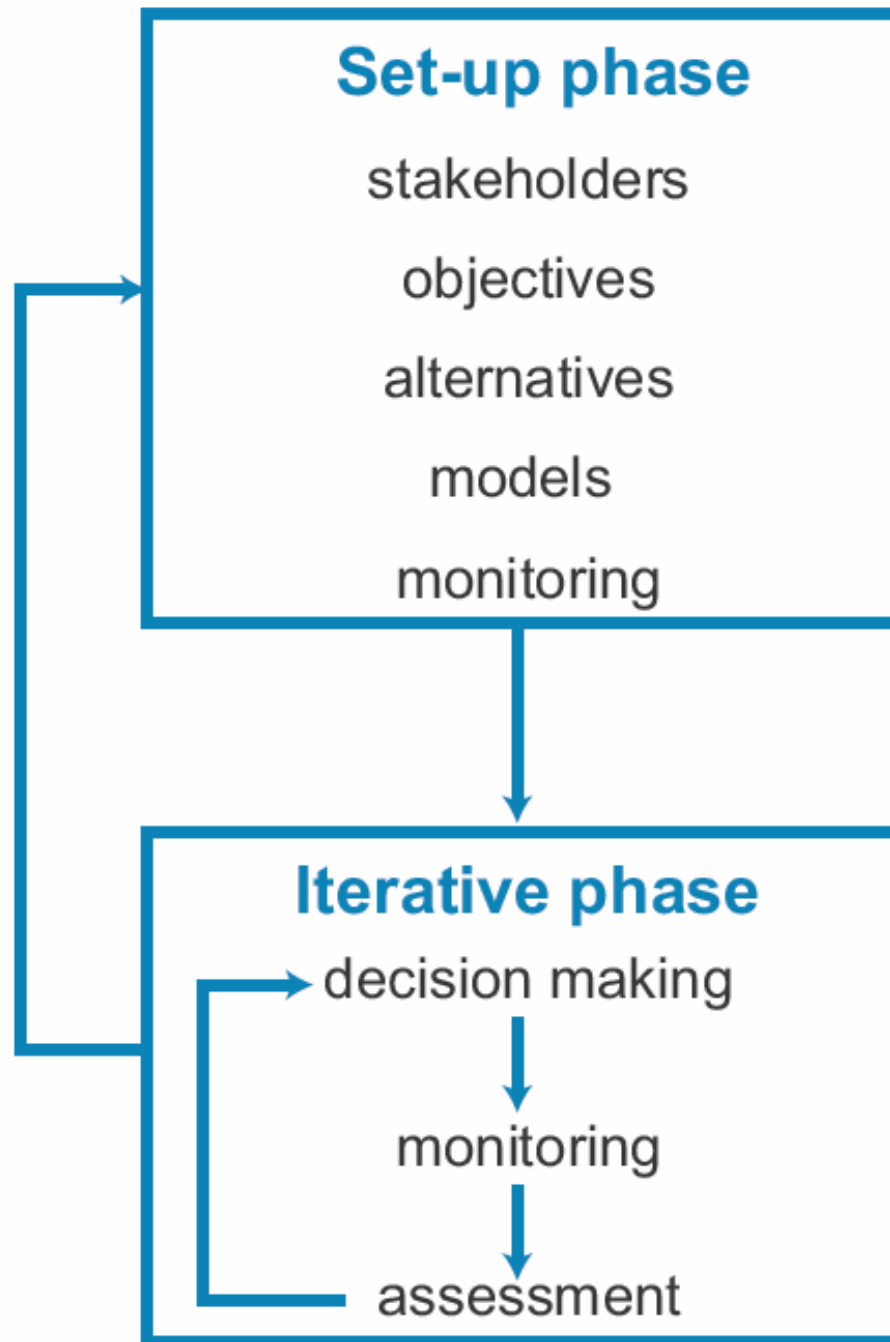 Set-up phase
stakeholders
objectives
alternatives
models
monitoring
Iterative phase
decision making
monitoring
assessment